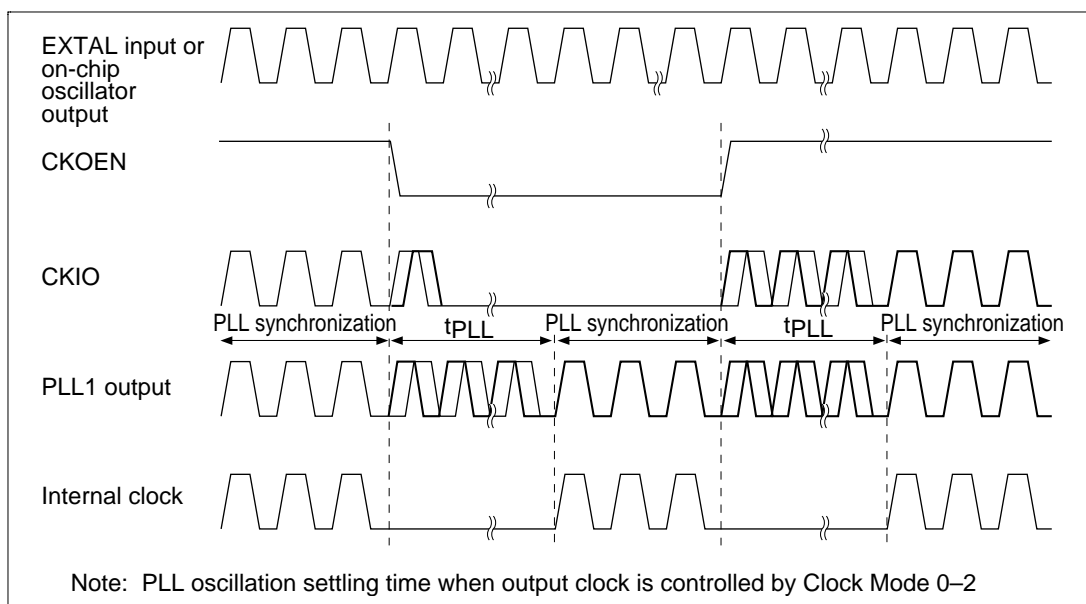 EXTAL input or
on-chip
oscillator
output
CKOEN
CKIO
PLL synchronization
tPLL
PLL synchronization
tPLL
PLL synchronization
PLL1 output
Internal clock
Note: PLL oscillation settling time when output clock is controlled by Clock Mode 0–2